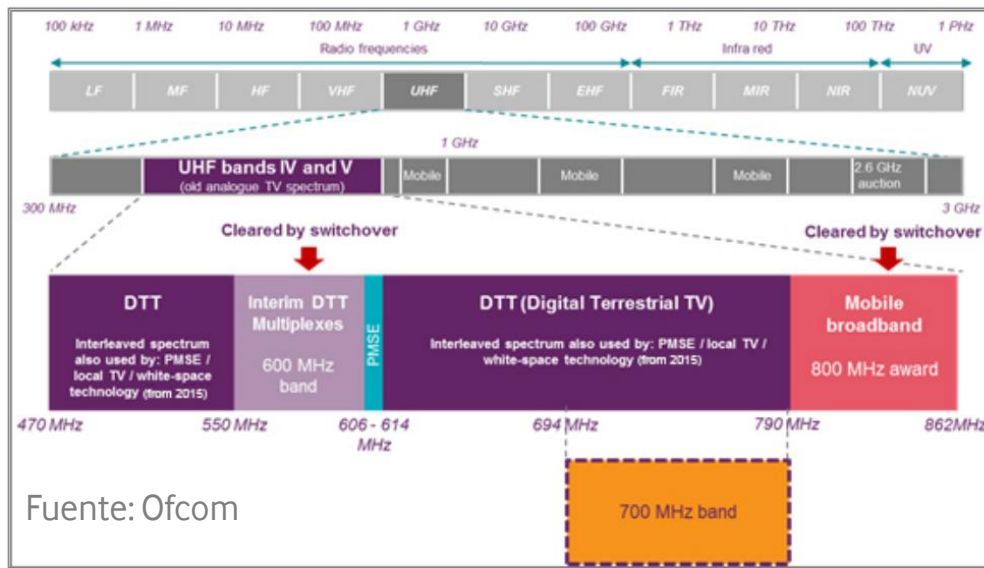 100 kHz 1 MHz 10 MHz 100 MHz 1 GHz 10 GHz 100 GHz 1 THz 10 THz 100 THz 1 PHz
Radio frequencies Infra red UV
LF MF HF VHF UHF SHF EHF FIR MIR NIR NUV
1 GHz
UHF bands IV and V
(old analogue TV spectrum)
Mobile Mobile Mobile
2.6 GHz
auction
300 MHz 3 GHz
Cleared by switchover Cleared by switchover
DTT
Interleaved spectrum
also used by: PMSE /
local TV / white-space
technology (from 2015)
Interim DTT
Multiplexes
600 MHz
band
PMSE
DTT (Digital Terrestrial TV)
Interleaved spectrum also used by: PMSE / local TV /
white-space technology (from 2015)
Mobile
broadband
800 MHz award
470 MHz 550 MHz 606 - 614 694 MHz 790 MHz 862MHz
MHz
Fuente: Ofcom
700 MHz band